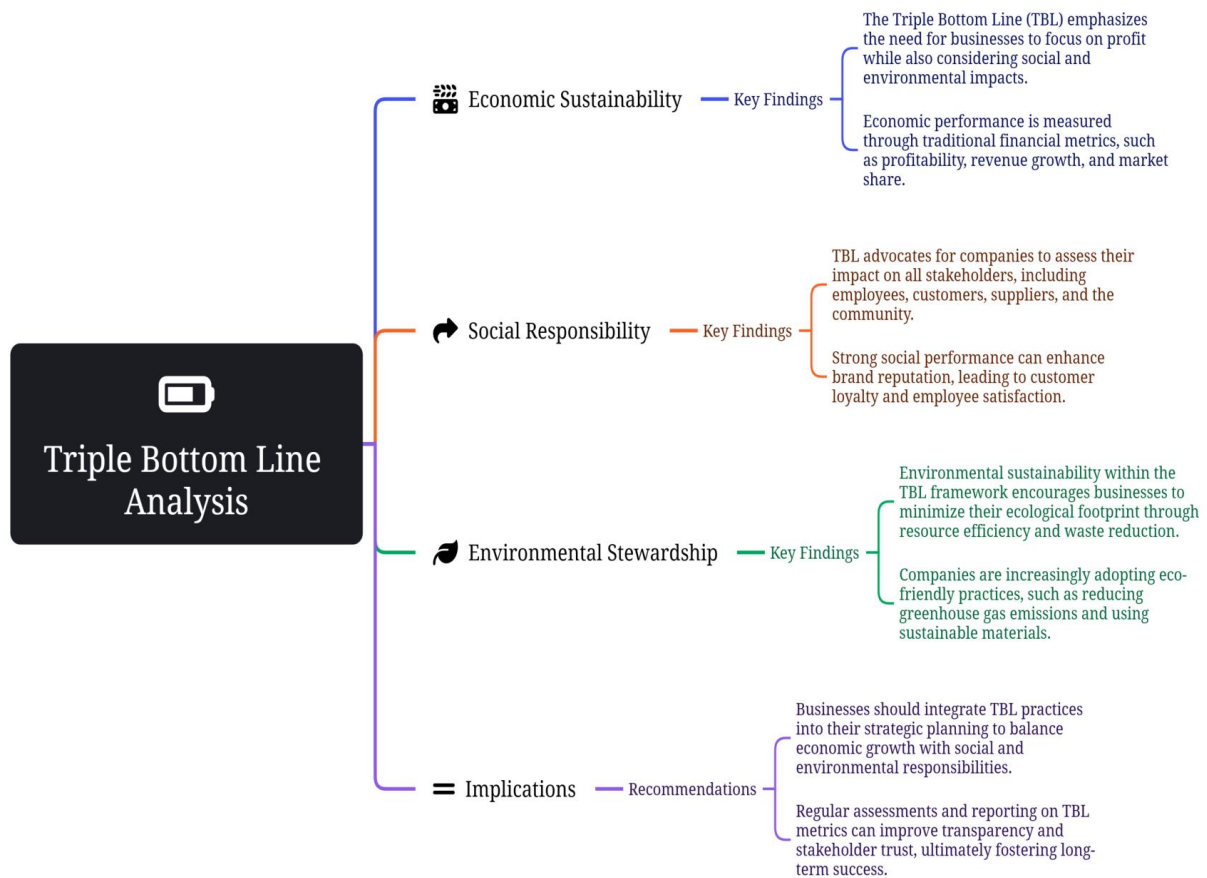 Triple Bottom Line
Analysis
Economic Sustainability
Key Findings
The Triple Bottom Line (TBL) emphasizes
the need for businesses to focus on profit
while also considering social and
environmental impacts.
Economic performance is measured
through traditional financial metrics, such
as profitability, revenue growth, and market
share.
Social Responsibility
Key Findings
TBL advocates for companies to assess their
impact on all stakeholders, including
employees, customers, suppliers, and the
community.
Strong social performance can enhance
brand reputation, leading to customer
loyalty and employee satisfaction.
Environmental Stewardship
Key Findings
Environmental sustainability within the
TBL framework encourages businesses to
minimize their ecological footprint through
resource efficiency and waste reduction.
Companies are increasingly adopting eco-
friendly practices, such as reducing
greenhouse gas emissions and using
sustainable materials.
Implications
Recommendations
Businesses should integrate TBL practices
into their strategic planning to balance
economic growth with social and
environmental responsibilities.
Regular assessments and reporting on TBL
metrics can improve transparency and
stakeholder trust, ultimately fostering long-
term success.